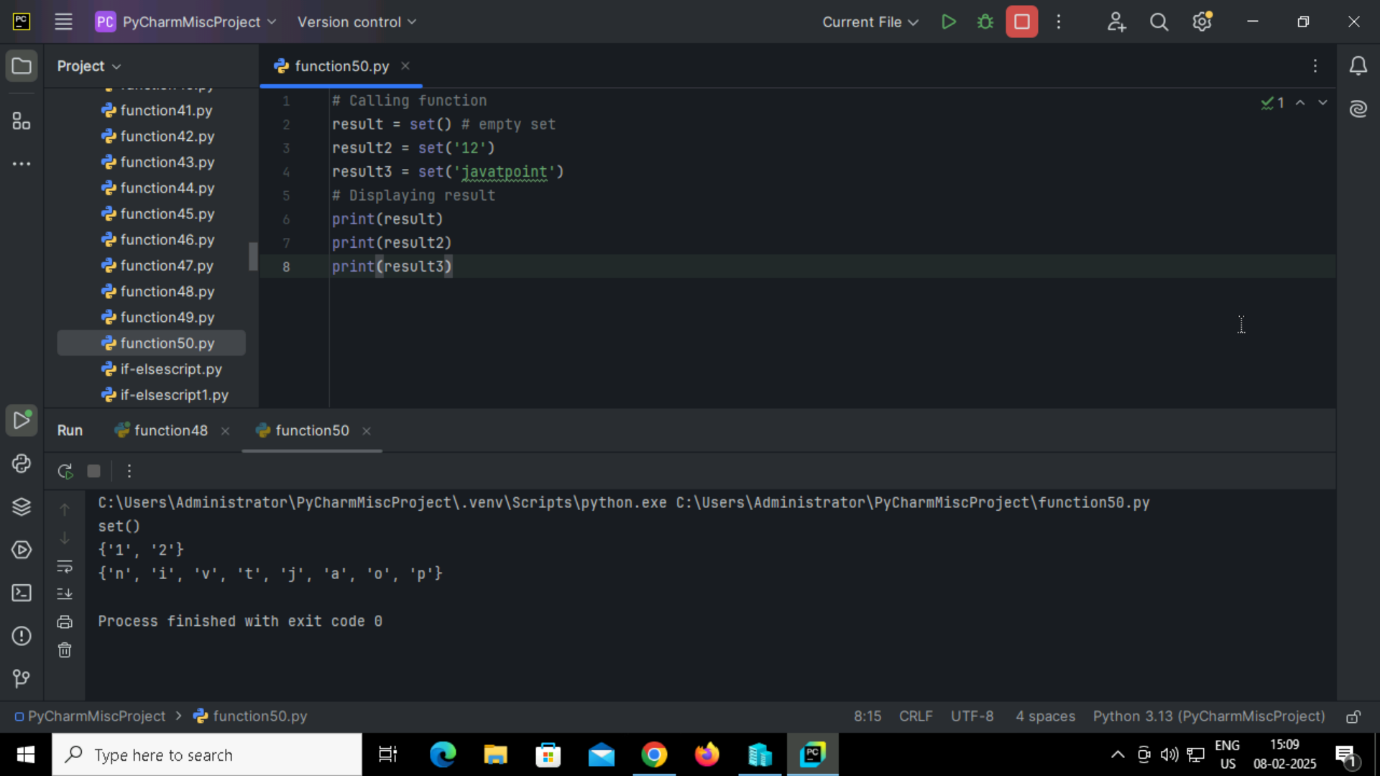 PC PyCharmMiscProject Version control Current File
Project
function50.py
function41.py
function42.py
function43.py
function44.py
function45.py
function46.py
function47.py
function48.py
function49.py
function50.py
if-elsescript.py
if-elsescript1.py
1 # Calling function
2 result = set() # empty set
3 result2 = set('12')
4 result3 = set('javatpoint')
5 # Displaying result
6 print(result)
7 print(result2)
8 print(result3)
1
Run function48 function50
C:\Users\Administrator\PyCharmMiscProject\.venv\Scripts\python.exe C:\Users\Administrator\PyCharmMiscProject\function50.py
set()
{'1', '2'}
{'n', 'i', 'v', 't', 'j', 'a', 'o', 'p'}
Process finished with exit code 0
PyCharmMiscProject > function50.py 8:15 CRLF UTF-8 4 spaces Python 3.13 (PyCharmMiscProject)
Type here to search
PC
ENG
US
15:09
08-02-2025
1